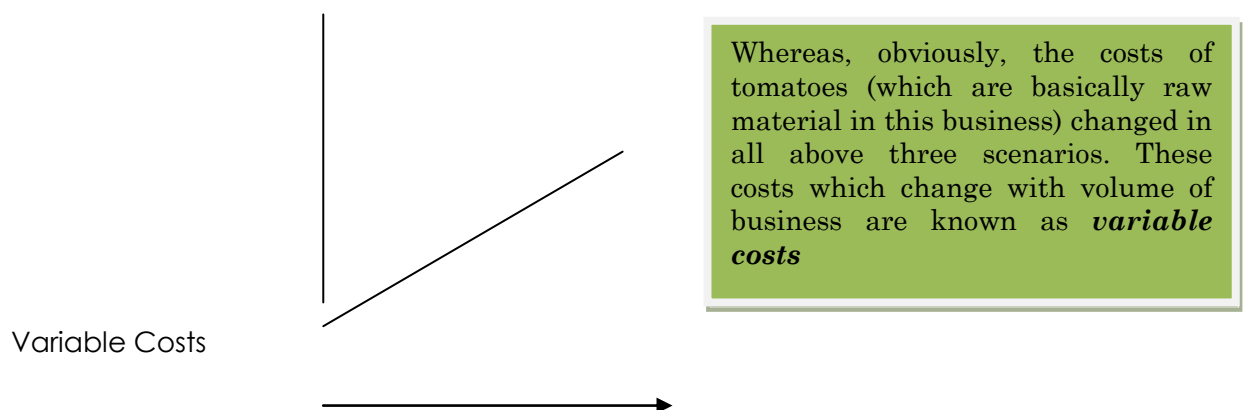 Whereas, obviously, the costs of
tomatoes (which are basically raw
material in this business) changed in
all above three scenarios. These
costs which change with volume of
business are known as variable
costs
Variable Costs